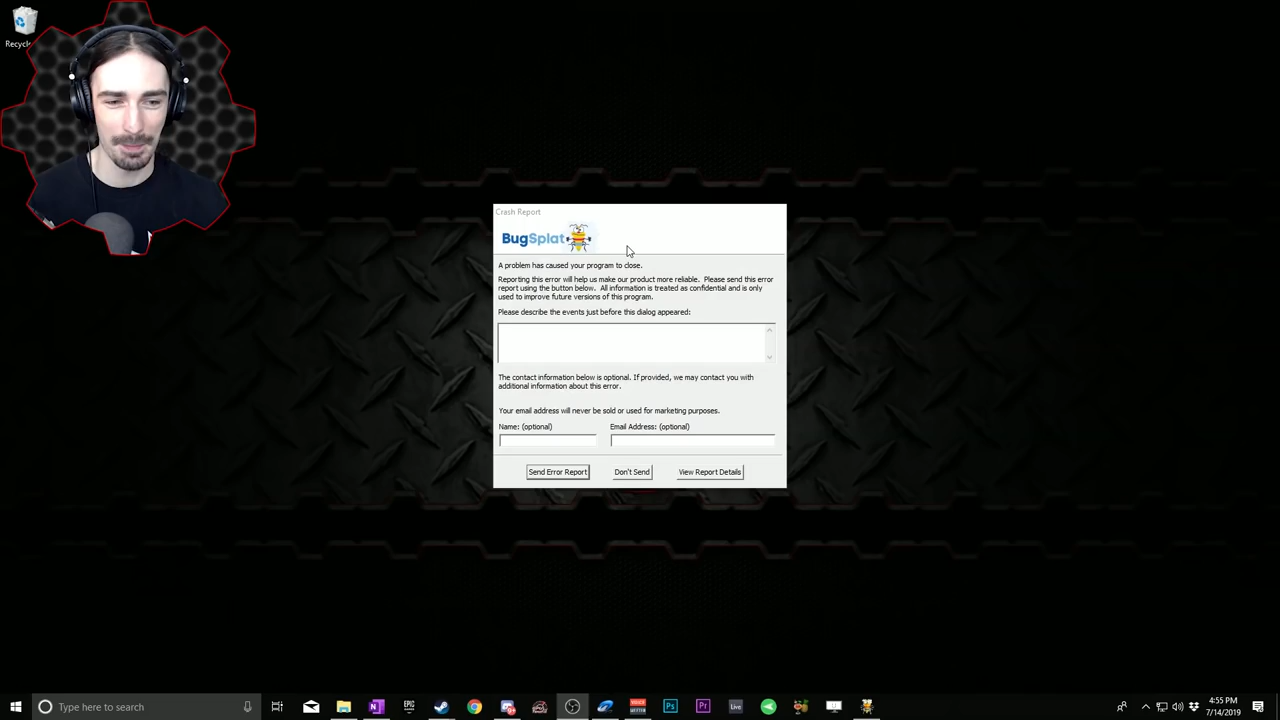 Recycle
Crash Report
BugSplat
A problem has caused your program to close.
Reporting this error will help us make our product more reliable. Please send this error
report using the button below. All information is treated as confidential and is only
used to improve future versions of this program.
Please describe the events just before this dialog appeared:
The contact information below is optional. If provided, we may contact you with
additional information about this error.
Your email address will never be sold or used for marketing purposes.
Name: (optional)
Email Address: (optional)
Send Error Report
Don't Send
View Report Details
Type here to search
EPIC
Ps
Pr
Live
4:55 PM
7/14/2019